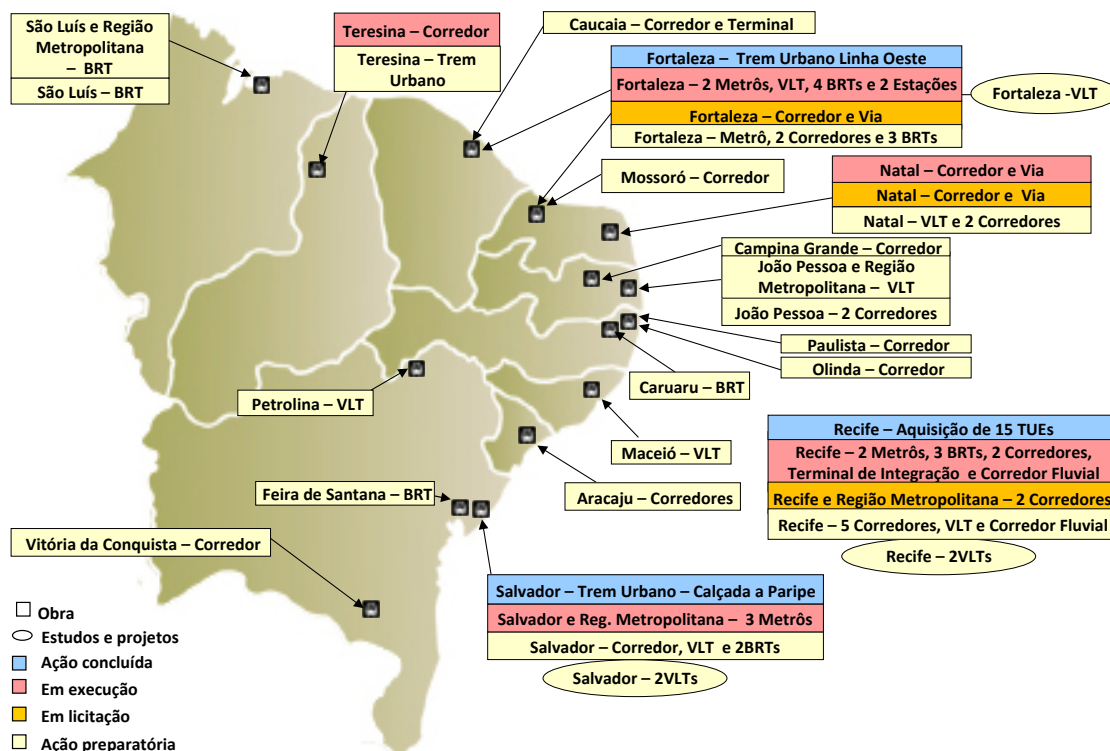 São Luís e Região
Metropolitana
– BRT
São Luís – BRT
Teresina – Corredor
Teresina – Trem
Urbano
Caucaia – Corredor e Terminal
Fortaleza – Trem Urbano Linha Oeste
Fortaleza – 2 Metrôs, VLT, 4 BRTs e 2 Estações
Fortaleza – Corredor e Via
Fortaleza – Metrô, 2 Corredores e 3 BRTs
Fortaleza -VLT
Mossoró – Corredor
Natal – Corredor e Via
Natal – Corredor e Via
Natal – VLT e 2 Corredores
Campina Grande – Corredor
João Pessoa e Região
Metropolitana – VLT
João Pessoa – 2 Corredores
Paulista – Corredor
Olinda – Corredor
Caruaru – BRT
Petrolina – VLT
Maceió – VLT
Aracaju – Corredores
Recife – Aquisição de 15 TUEs
Recife – 2 Metrôs, 3 BRTs, 2 Corredores,
Terminal de Integração e Corredor Fluvial
Recife e Região Metropolitana – 2 Corredores
Recife – 5 Corredores, VLT e Corredor Fluvial
Recife – 2VLTs
Feira de Santana – BRT
Vitória da Conquista – Corredor
Salvador – Trem Urbano – Calçada a Paripe
Salvador e Reg. Metropolitana – 3 Metrôs
Salvador – Corredor, VLT e 2BRTs
Salvador – 2VLTs
Obra
Estudos e projetos
Ação concluída
Em execução
Em licitação
Ação preparatória